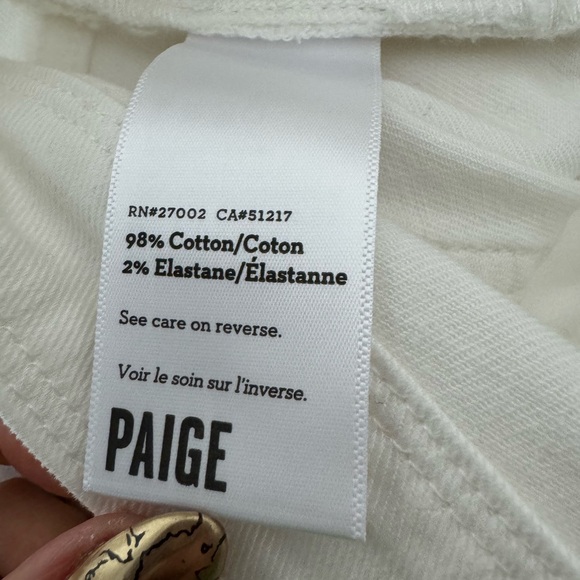 RN#27002 CA#51217
98% Cotton/Coton
2% Elastane/Élastanne
See care on reverse.
Voir le soin sur l'inverse.
PAIGE